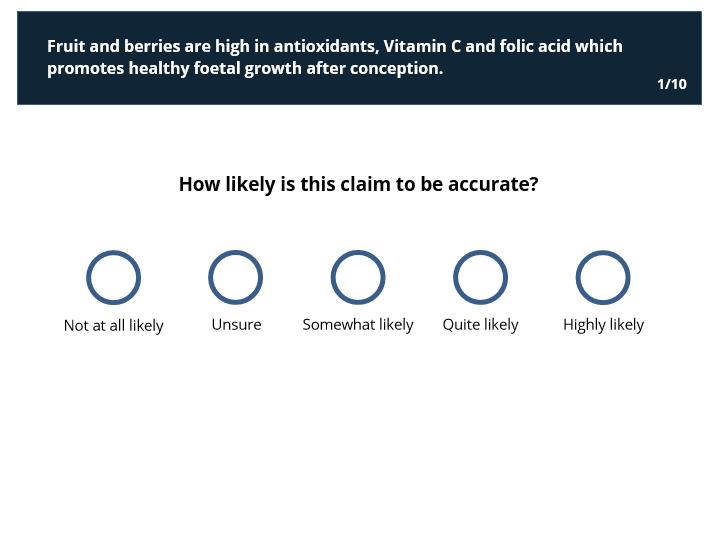 Fruit and berries are high in antioxidants, Vitamin C and folic acid which
promotes healthy foetal growth after conception.
1/10
How likely is this claim to be accurate?
Not at all likely
Unsure
Somewhat likely
Quite likely
Highly likely